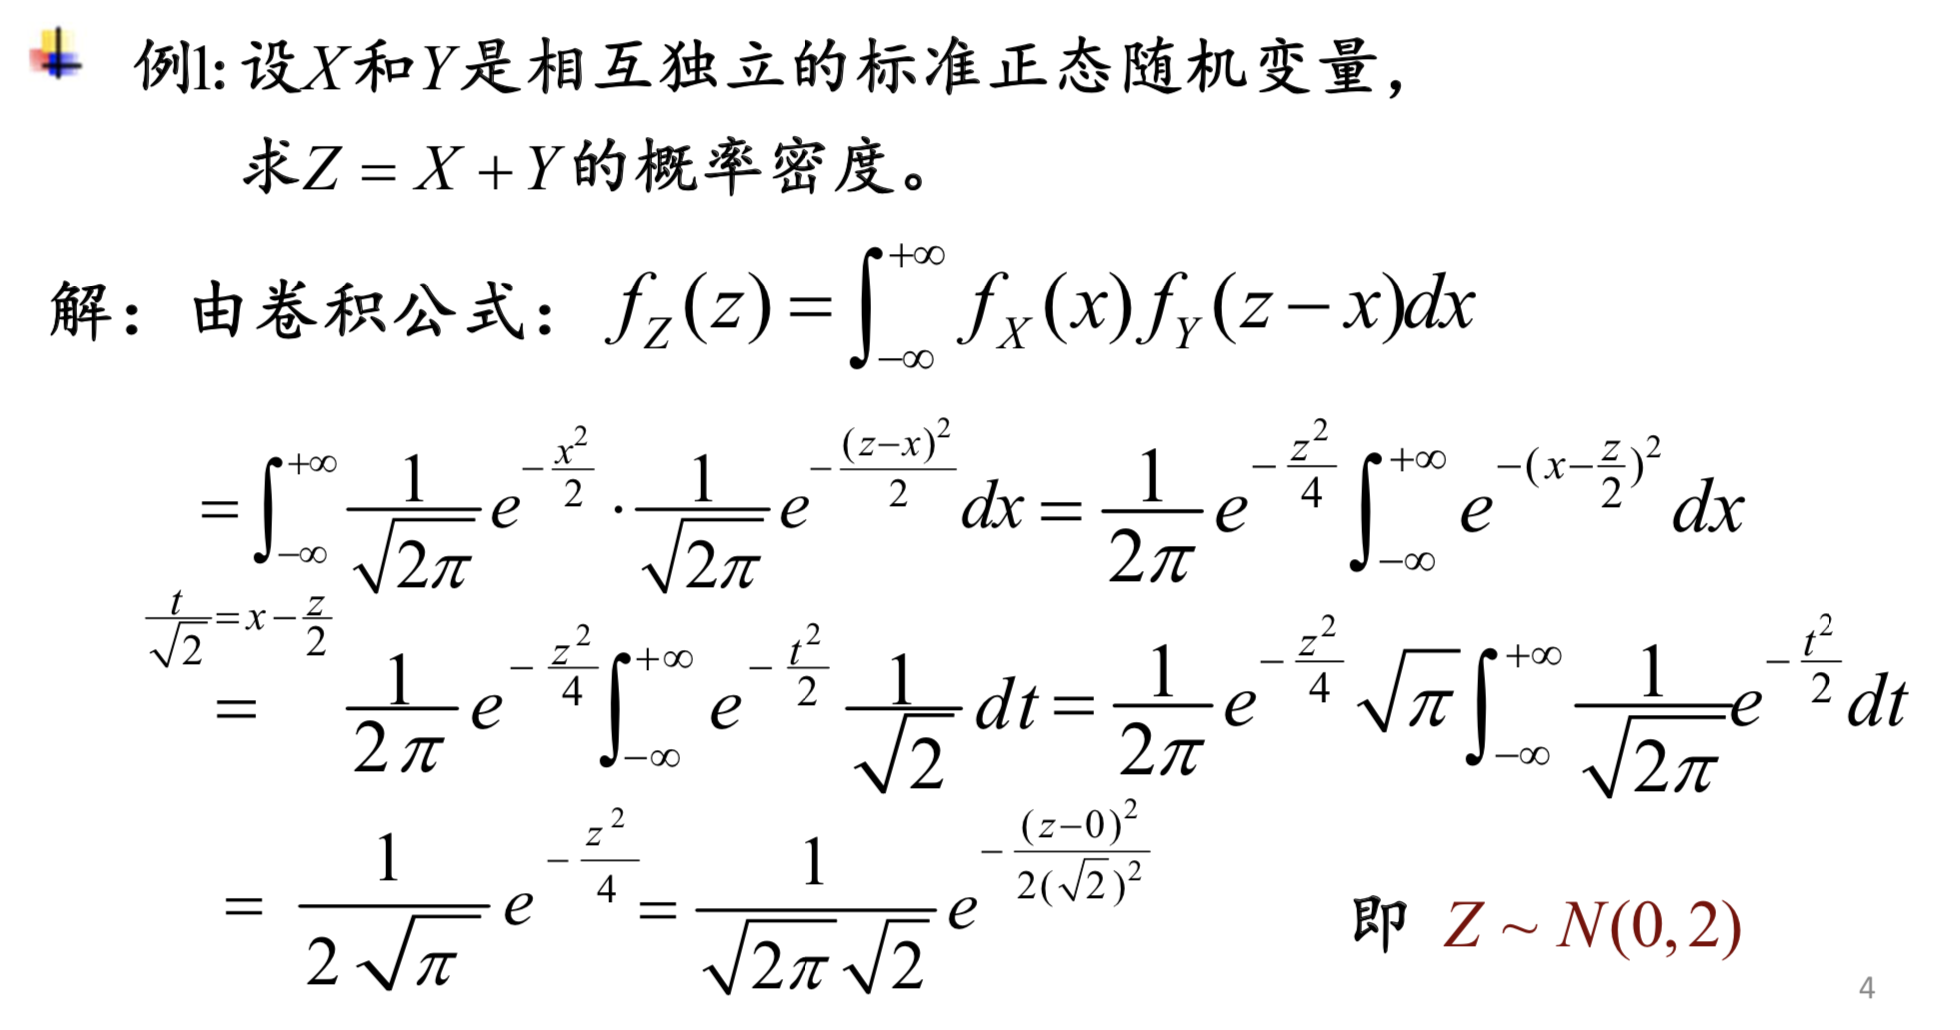 例1: 设X和Y是相互独立的标准正态随机变量，
求Z = X + Y的概率密度。
解：由卷积公式：$f_Z(z)=\int_{-\infty}^{+\infty} f_X(x)f_Y(z-x)dx$
$=\int_{-\infty}^{+\infty}\frac{1}{\sqrt{2\pi}}e^{-\frac{x^2}{2}}\cdot\frac{1}{\sqrt{2\pi}}e^{-\frac{(z-x)^2}{2}}dx=\frac{1}{2\pi}e^{-\frac{z^2}{4}}\int_{-\infty}^{+\infty}e^{-(x-\frac{z}{2})^2}dx$
$\overset{\frac{t}{\sqrt{2}}=x-\frac{z}{2}}{=}\frac{1}{2\pi}e^{-\frac{z^2}{4}}\int_{-\infty}^{+\infty}e^{-\frac{t^2}{2}}\frac{1}{\sqrt{2}}dt=\frac{1}{2\pi}e^{-\frac{z^2}{4}}\sqrt{\pi}\int_{-\infty}^{+\infty}\frac{1}{\sqrt{2\pi}}e^{-\frac{t^2}{2}}dt$
$=\frac{1}{2\sqrt{\pi}}e^{-\frac{z^2}{4}}=\frac{1}{\sqrt{2\pi}\sqrt{2}}e^{-\frac{(z-0)^2}{2(\sqrt{2})^2}}$ 即 $Z\sim N(0,2)$
4